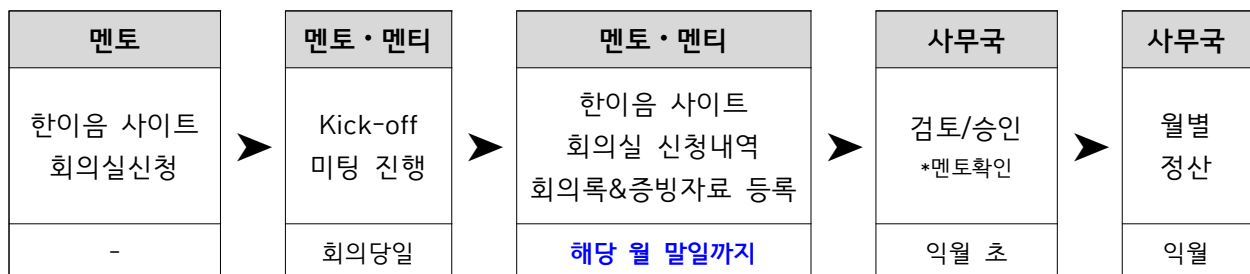 멘토
한이음 사이트
회의실신청
-
멘토・멘티
Kick-off
미팅 진행
회의당일
멘토・멘티
한이음 사이트
회의실 신청내역
회의록&증빙자료 등록
해당 월 말일까지
사무국
검토/승인
*멘토확인
익월 초
사무국
월별
정산
익월